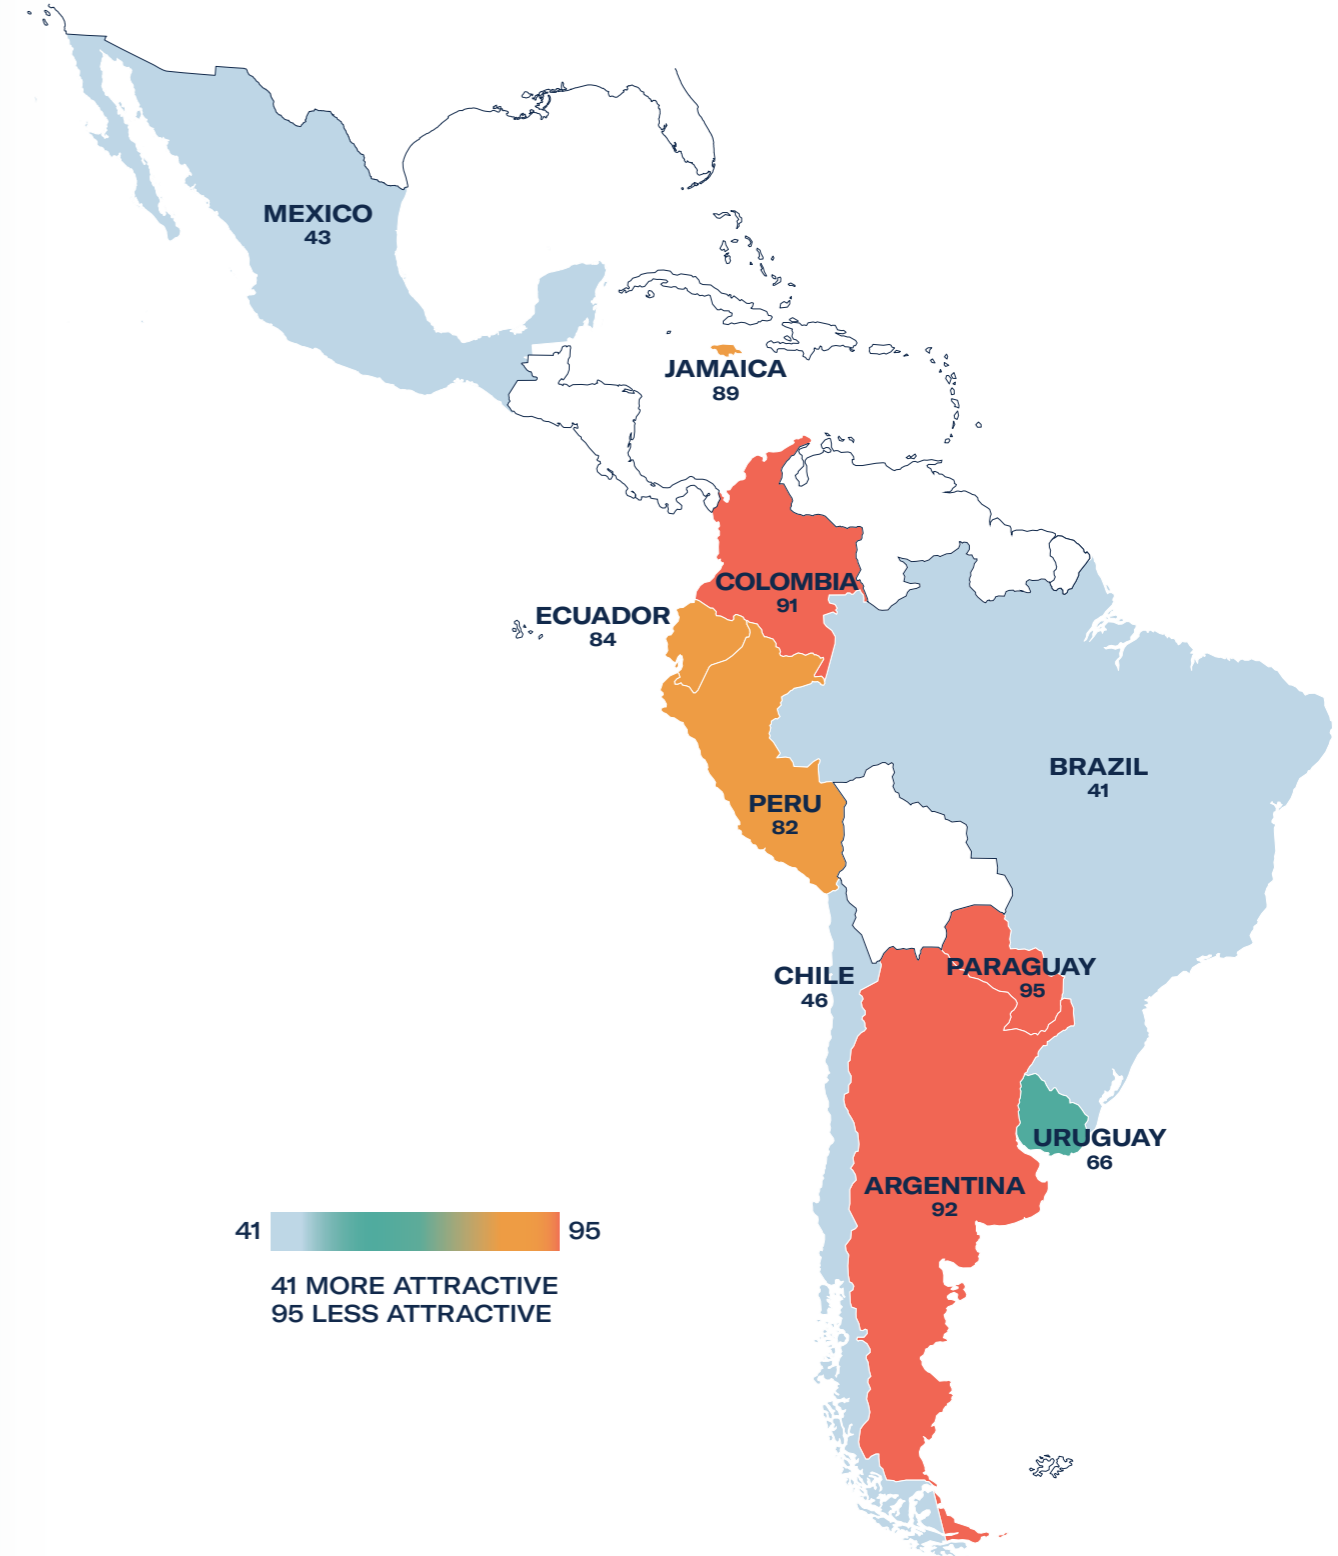 MEXICO
43
JAMAICA
89
COLOMBIA
91
ECUADOR
84
BRAZIL
41
PERU
82
PARAGUAY
95
CHILE
46
URUGUAY
66
ARGENTINA
92
41 95
41 MORE ATTRACTIVE
95 LESS ATTRACTIVE